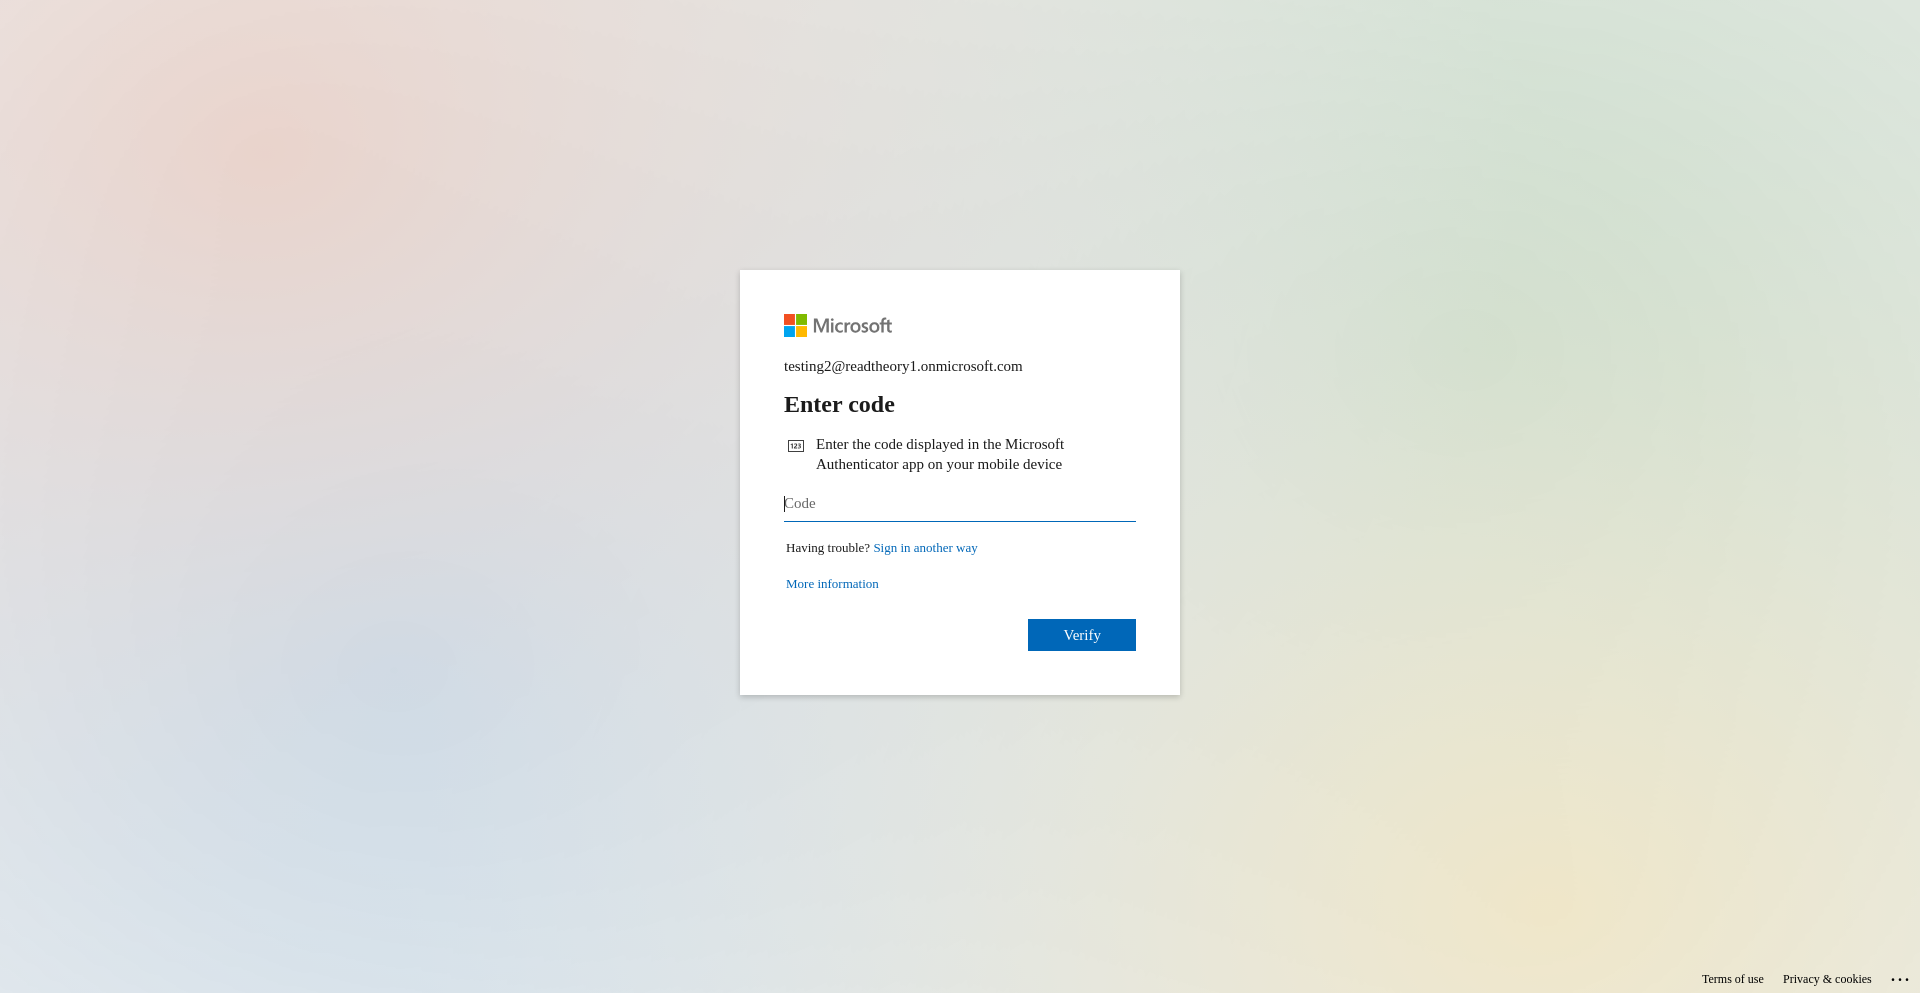 Microsoft
testing2@readtheory1.onmicrosoft.com
Enter code
123
Enter the code displayed in the Microsoft
Authenticator app on your mobile device
Code
Having trouble? Sign in another way
More information
Verify
Terms of use Privacy & cookies ...